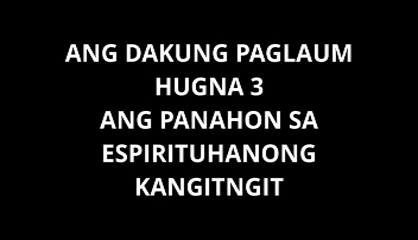 ANG DAKUNG PAGLAUM
HUGNA 3
ANG PANAHON SA
ESPIRITUHANONG
KANGITNGIT